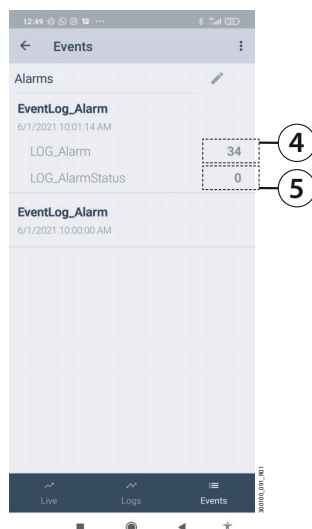 12:49
Events
Alarms
EventLog_Alarm
6/1/2021 10:01:14 AM
LOG_Alarm 34
4
LOG_AlarmStatus 0
5
EventLog_Alarm
6/1/2021 10:00:00 AM
Live Logs Events
300100_091_R01